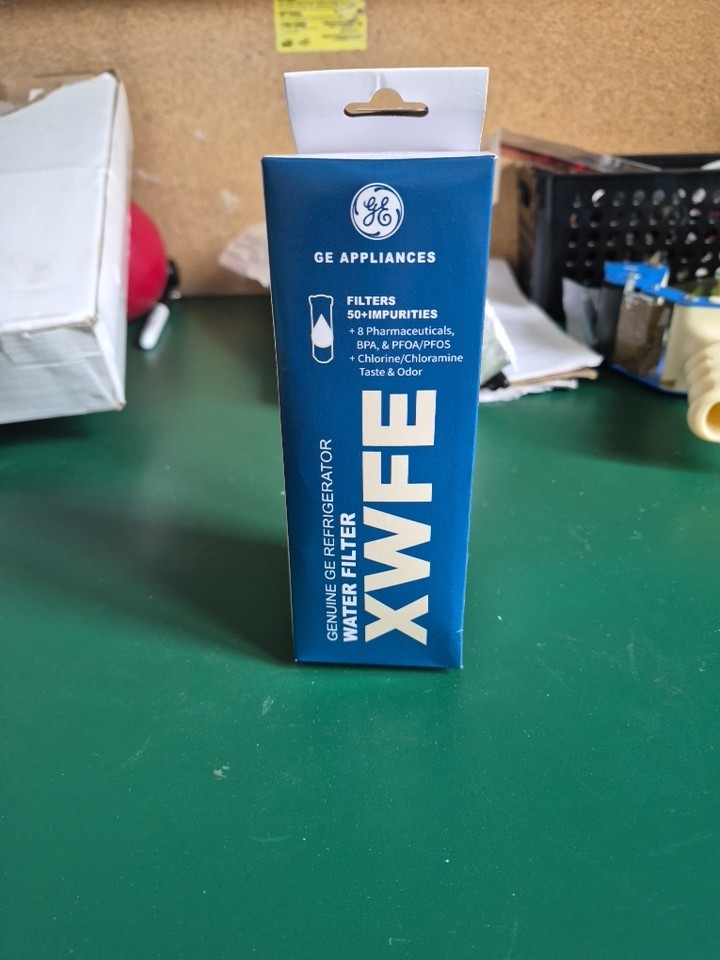 GE
GE APPLIANCES
FILTERS
50+IMPURITIES
+ 8 Pharmaceuticals,
BPA, & PFOA/PFOS
+ Chlorine/Chloramine
Taste & Odor
GENUINE GE REFRIGERATOR
WATER FILTER
XWFE